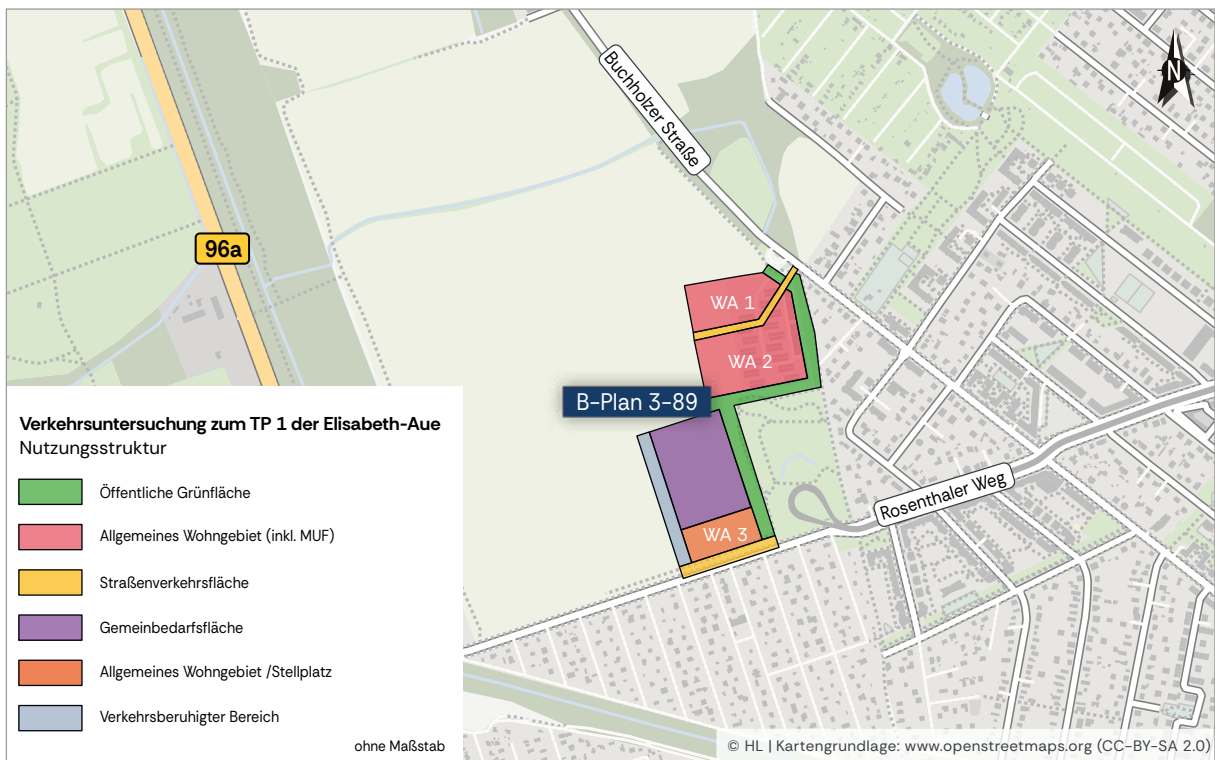 Buchholzer Straße
N
96a
WA 1
WA 2
B-Plan 3-89
WA 3
Rosenthaler Weg
Verkehrsuntersuchung zum TP 1 der Elisabeth-Aue
Nutzungsstruktur
Öffentliche Grünfläche
Allgemeines Wohngebiet (inkl. MUF)
Straßenverkehrsfläche
Gemeinbedarfsfläche
Allgemeines Wohngebiet /Stellplatz
Verkehrsberuhigter Bereich
ohne Maßstab
© HL | Kartengrundlage: www.openstreetmaps.org (CC-BY-SA 2.0)